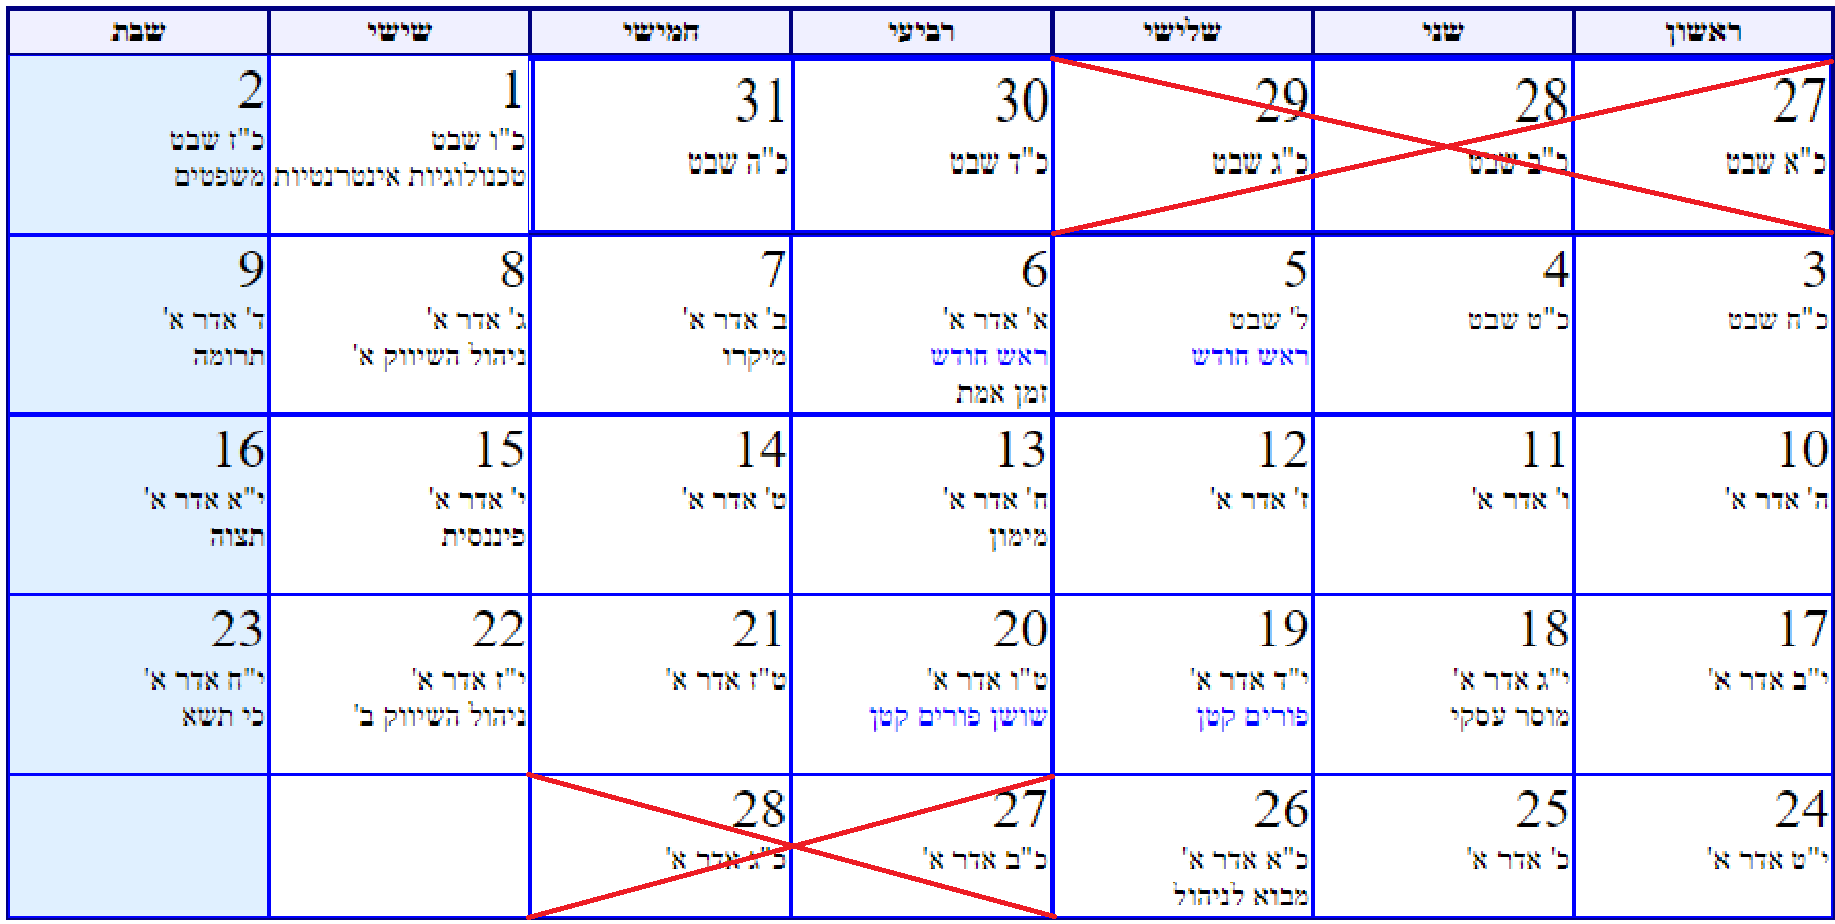 ראשון שני שלישי רביעי חמישי שישי שבת
27 28 29 30 31 1 2
כ"א שבט כ"ב שבט כ"ג שבט כ"ד שבט כ"ה שבט כ"ו שבט כ"ז שבט
טכנולוגיות אינטרנטיות משפטים
3 4 5 6 7 8 9
כ"ח שבט כ"ט שבט ל' שבט א' אדר א' ב' אדר א' ג' אדר א' ד' אדר א'
ראש חודש ראש חודש מיקרו ניהול השיווק א' תרומה
זמן אמת
10 11 12 13 14 15 16
ה' אדר א' ו' אדר א' ז' אדר א' ח' אדר א' ט' אדר א' י' אדר א' י"א אדר א'
מימון פיננסית תצוה
17 18 19 20 21 22 23
י"ב אדר א' י"ג אדר א' י"ד אדר א' ט"ו אדר א' ט"ז אדר א' י"ז אדר א' י"ח אדר א'
מוסר עסקי פורים קטן שושן פורים קטן ניהול השיווק ב' כי תשא
24 25 26 27 28
י"ט אדר א' כ' אדר א' כ"א אדר א' כ"ב אדר א' כ"ג אדר א'
מבוא לניהול